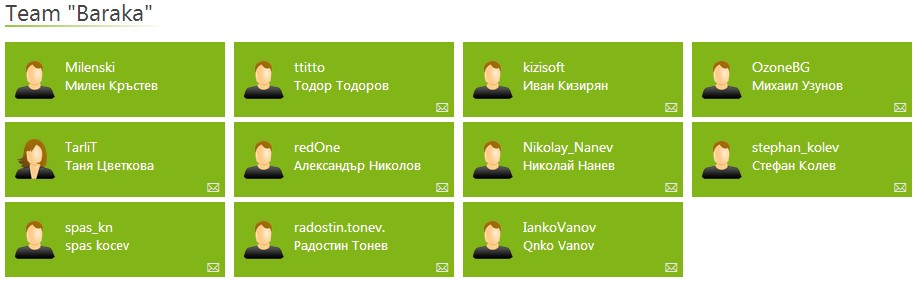 Team "Baraka"
Milenski
Милен Кръстев
ttitto
Тодор Тодоров
kizisoft
Иван Кизирян
OzoneBG
Михаил Узунов
TarliT
Таня Цветкова
redOne
Александър Николов
Nikolay_Nanev
Николай Нанев
stephan_kolev
Стефан Колев
spas_kn
spas kocev
radostin.tonev.
Радостин Тонев
IankoVanov
Qnko Vanov